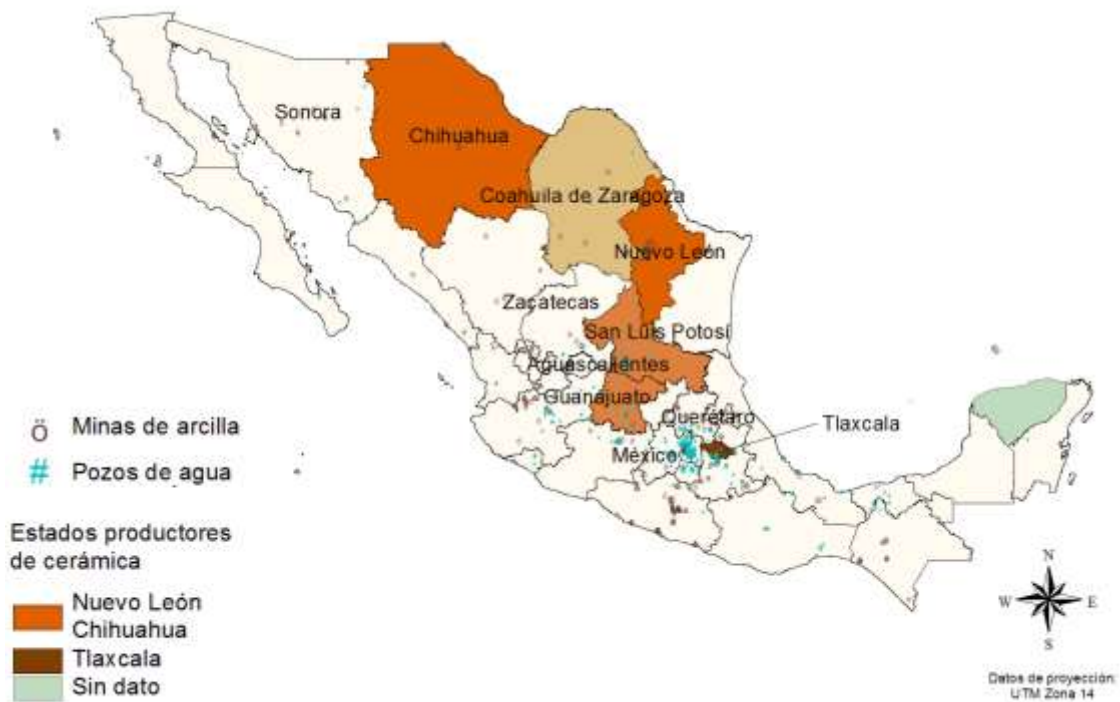 Sonora
Chihuahua
Coahuila de Zaragoza
Nuevo León
Zacatecas
San Luis Potosí
Aguascalientes
Guanajuato
Querétaro
Tlaxcala
México
ö Minas de arcilla
# Pozos de agua
Estados productores
de cerámica
Nuevo León
Chihuahua
Tlaxcala
Sin dato
N
W E
S
Datos de proyección:
UTM Zona 14